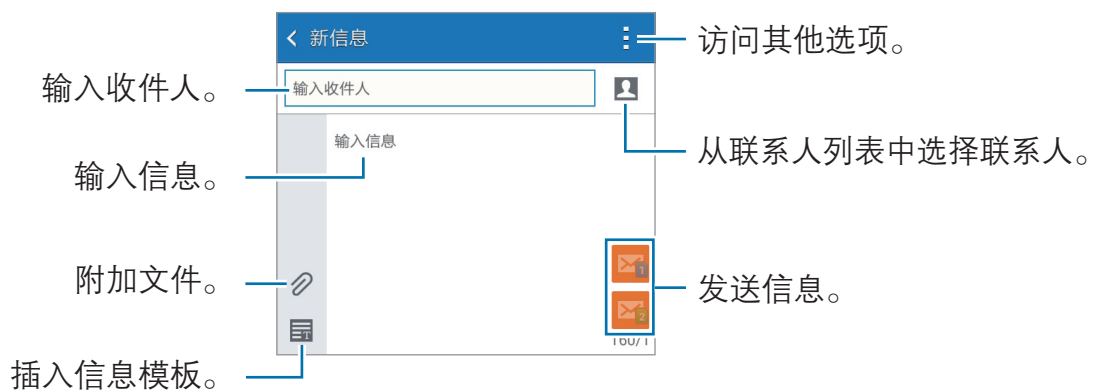 新信息
访问其他选项。
输入收件人。
输入收件人
从联系人列表中选择联系人。
输入信息
输入信息。
附加文件。
1
发送信息。
2
160/1
插入信息模板。